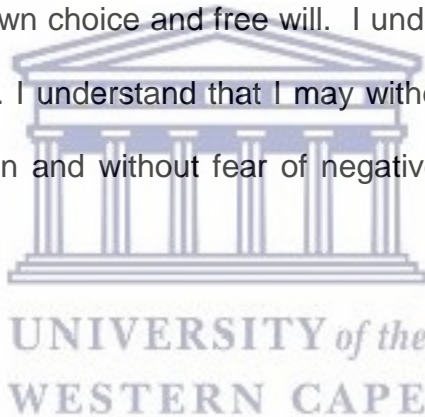 wn choice and free will. I und
. I understand that I may with
n and without fear of negativ
UNIVERSITY of the
WESTERN CAPE